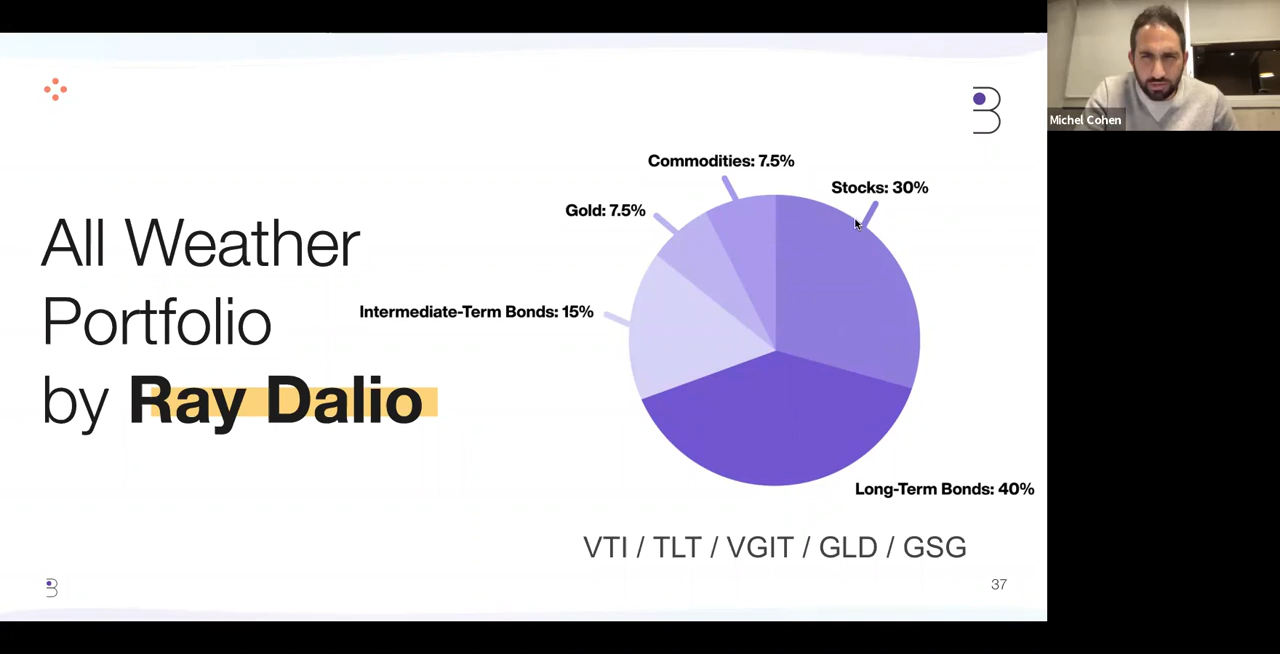 All Weather
Portfolio
by Ray Dalio
Commodities: 7.5%
Stocks: 30%
Gold: 7.5%
Intermediate-Term Bonds: 15%
Long-Term Bonds: 40%
VTI / TLT / VGIT / GLD / GSG
37
Michel Cohen